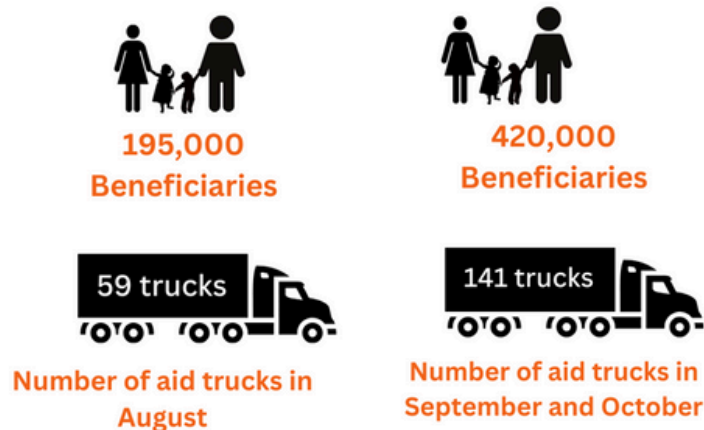 195,000
Beneficiaries
420,000
Beneficiaries
59 trucks
141 trucks
Number of aid trucks in
August
Number of aid trucks in
September and October